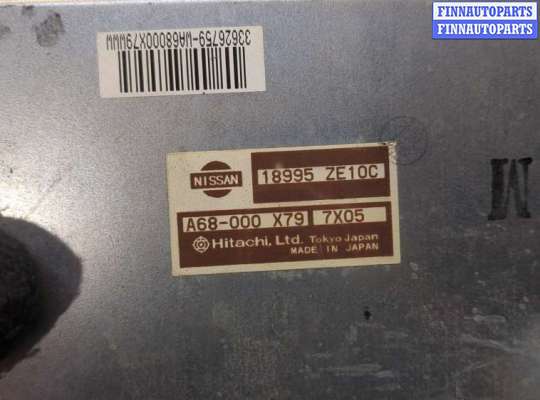 FINNAUTOPARTS
FINNAUTOPARTS
33626759-WA68000X79WWW
NISSAN
18995 ZE10C
A68-000 X79 7X05
Hitachi, Ltd. Tokyo Japan
MADE IN JAPAN
M